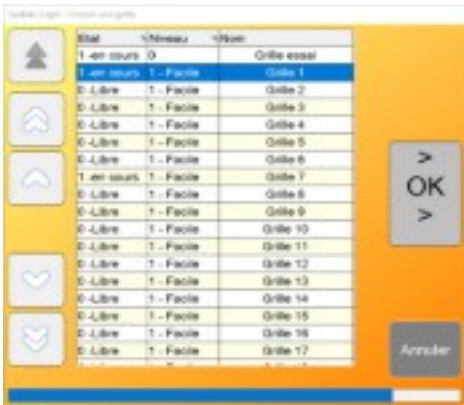 Sudoku Light - Choisir une grille
Etat Niveau Nom
1 -en cours 0 Grille essai
1 -en cours 1 - Facile Grille 1
0 -Libre 1 - Facile Grille 2
0 -Libre 1 - Facile Grille 3
0 -Libre 1 - Facile Grille 4
0 -Libre 1 - Facile Grille 5
0 -Libre 1 - Facile Grille 6
1 -en cours 1 - Facile Grille 7
0 -Libre 1 - Facile Grille 8
0 -Libre 1 - Facile Grille 9
0 -Libre 1 - Facile Grille 10
0 -Libre 1 - Facile Grille 11
0 -Libre 1 - Facile Grille 12
0 -Libre 1 - Facile Grille 13
0 -Libre 1 - Facile Grille 14
0 -Libre 1 - Facile Grille 15
0 -Libre 1 - Facile Grille 16
0 -Libre 1 - Facile Grille 17
>
OK
>
Annuler